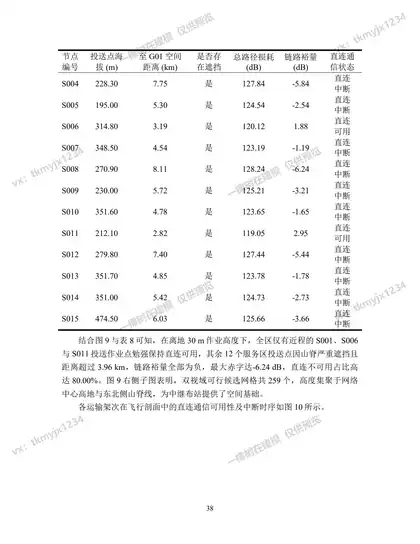 节点 投送点海 至 G01 空间 是否存 总路径损耗 链路裕量 直连通
编号 拔 (m) 距离 (km) 在遮挡 (dB) (dB) 信状态
S004 228.30 7.75 是 127.84 -5.84 直连
中断
S005 195.00 5.30 是 124.54 -2.54 直连
中断
S006 314.80 3.19 是 120.12 1.88 直连
可用
S007 348.50 4.54 是 123.19 -1.19 直连
中断
S008 270.90 8.11 是 128.24 -6.24 直连
中断
S009 230.00 5.72 是 125.21 -3.21 直连
中断
S010 351.60 4.78 是 123.65 -1.65 直连
中断
S011 212.10 2.82 是 119.05 2.95 直连
可用
S012 279.80 7.40 是 127.44 -5.44 直连
中断
S013 351.70 4.85 是 123.78 -1.78 直连
中断
S014 351.00 5.42 是 124.73 -2.73 直连
中断
S015 474.50 6.03 是 125.66 -3.66 直连
中断
结合图 9 与表 8 可知，在离地 30 m 作业高度下，全区仅有近程的 S001、S006
与 S011 投送作业点勉强保持直连可用，其余 12 个服务区投送点因山脊严重遮挡且
距离超过 3.96 km，链路裕量全部为负，最大赤字达-6.24 dB，直连不可用占比高
达 80.00%。图 9 右侧子图表明，双视域可行候选网格共 259 个，高度集聚于网络
中心高地与东北侧山脊线，为中继布站提供了空间基础。
各运输架次在飞行剖面中的直连通信可用性及中断时序如图 10 所示。
38
vx: tkmyjx1234
一棵树在建模 仅供预览